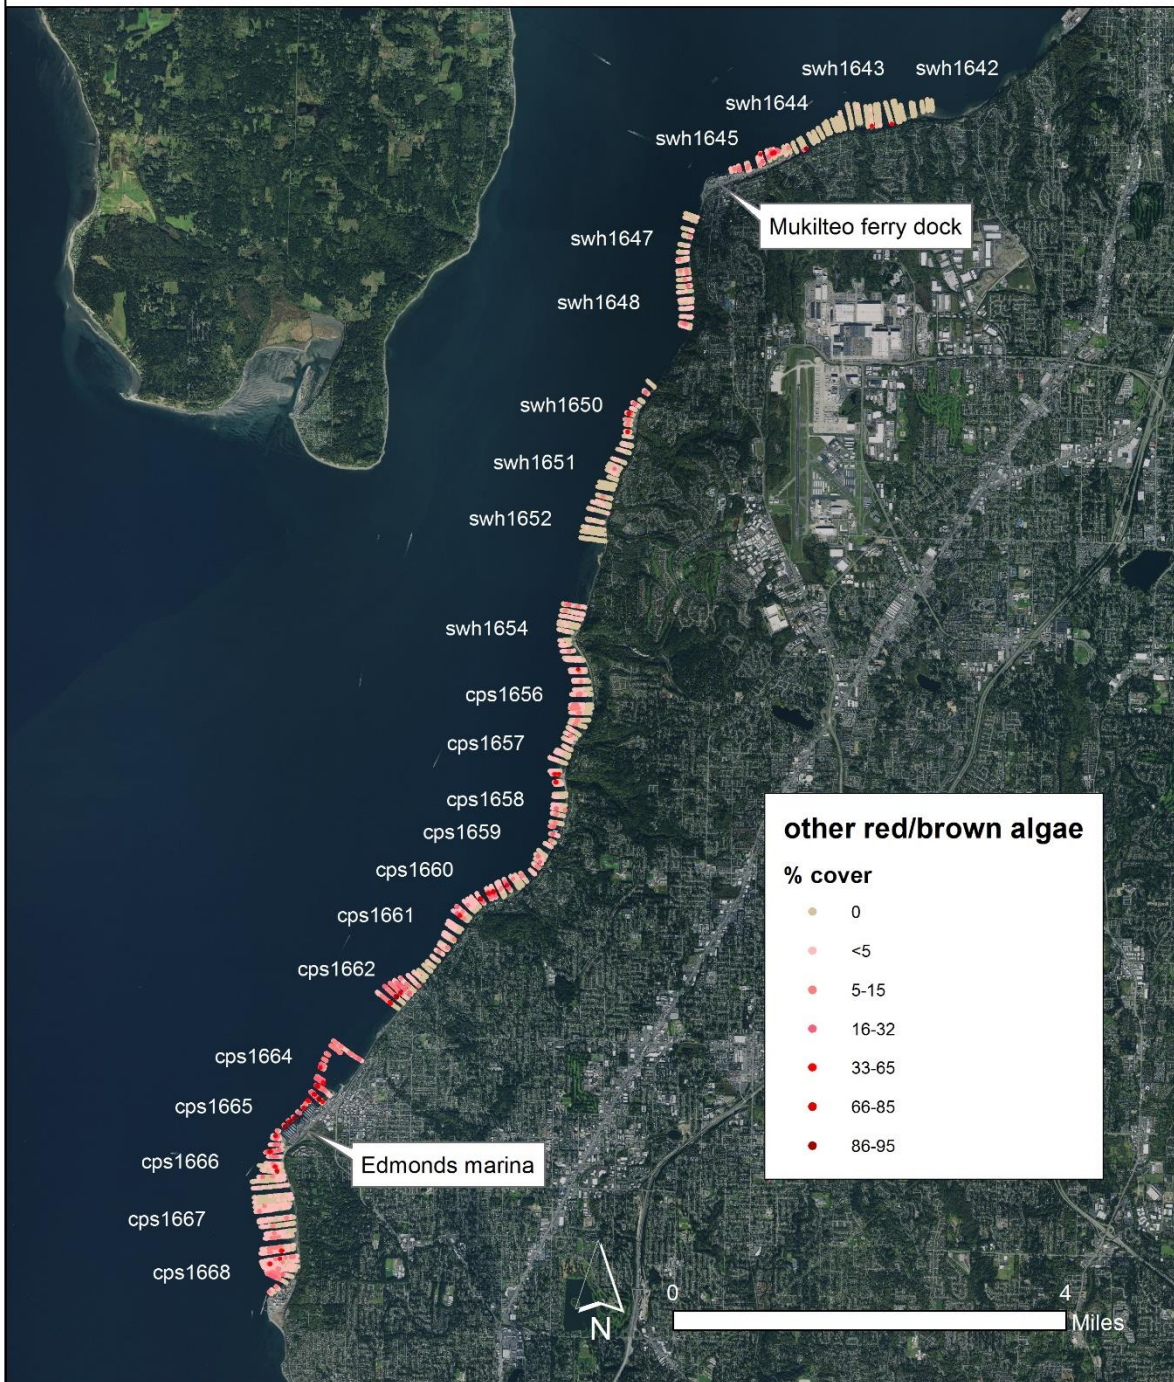 swh1643
swh1642
swh1644
swh1645
Mukilteo ferry dock
swh1647
swh1648
swh1650
swh1651
swh1652
swh1654
cps1656
cps1657
cps1658
cps1659
cps1660
cps1661
cps1662
cps1664
cps1665
Edmonds marina
cps1666
cps1667
cps1668
other red/brown algae
% cover
0
<5
5-15
16-32
33-65
66-85
86-95
0
4
Miles
N